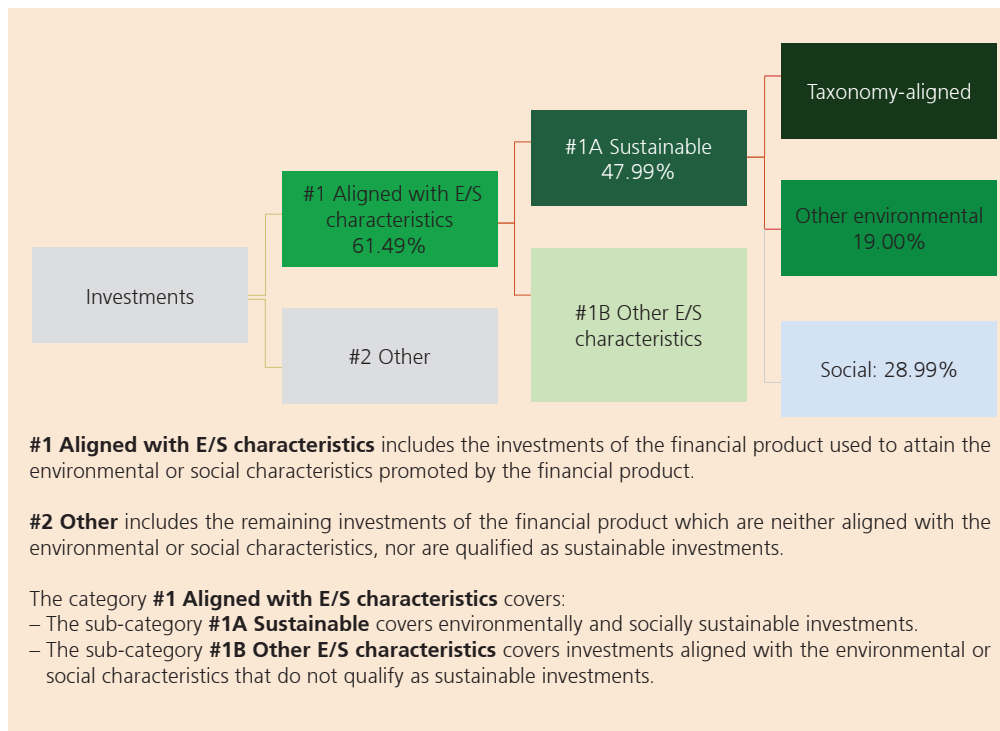 Investments
#1 Aligned with E/S
characteristics
61.49%
#2 Other
#1A Sustainable
47.99%
#1B Other E/S
characteristics
Taxonomy-aligned
Other environmental
19.00%
Social: 28.99%
#1 Aligned with E/S characteristics includes the investments of the financial product used to attain the
environmental or social characteristics promoted by the financial product.
#2 Other includes the remaining investments of the financial product which are neither aligned with the
environmental or social characteristics, nor are qualified as sustainable investments.
The category #1 Aligned with E/S characteristics covers:
– The sub-category #1A Sustainable covers environmentally and socially sustainable investments.
– The sub-category #1B Other E/S characteristics covers investments aligned with the environmental or
social characteristics that do not qualify as sustainable investments.